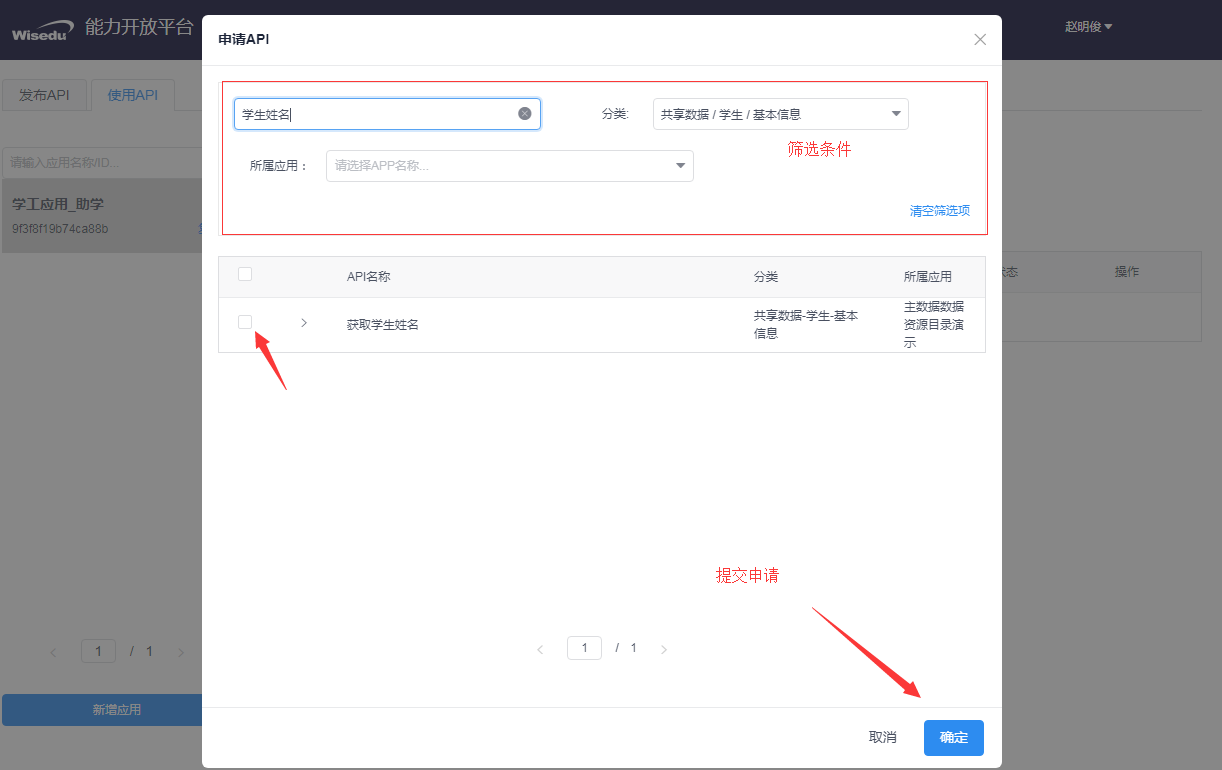 Wisedu 能力开放平台
赵明俊
发布API
使用API
请输入应用名称/ID...
学工应用_助学
9f3f8f19b74ca88b
状态
操作
1 / 1
新增应用
申请API
学生姓名
分类:
共享数据 / 学生 / 基本信息
筛选条件
所属应用：
请选择APP名称...
清空筛选项
API名称
分类
所属应用
获取学生姓名
共享数据-学生-基本
信息
主数据数据
资源目录演
示
提交申请
1 / 1
取消
确定